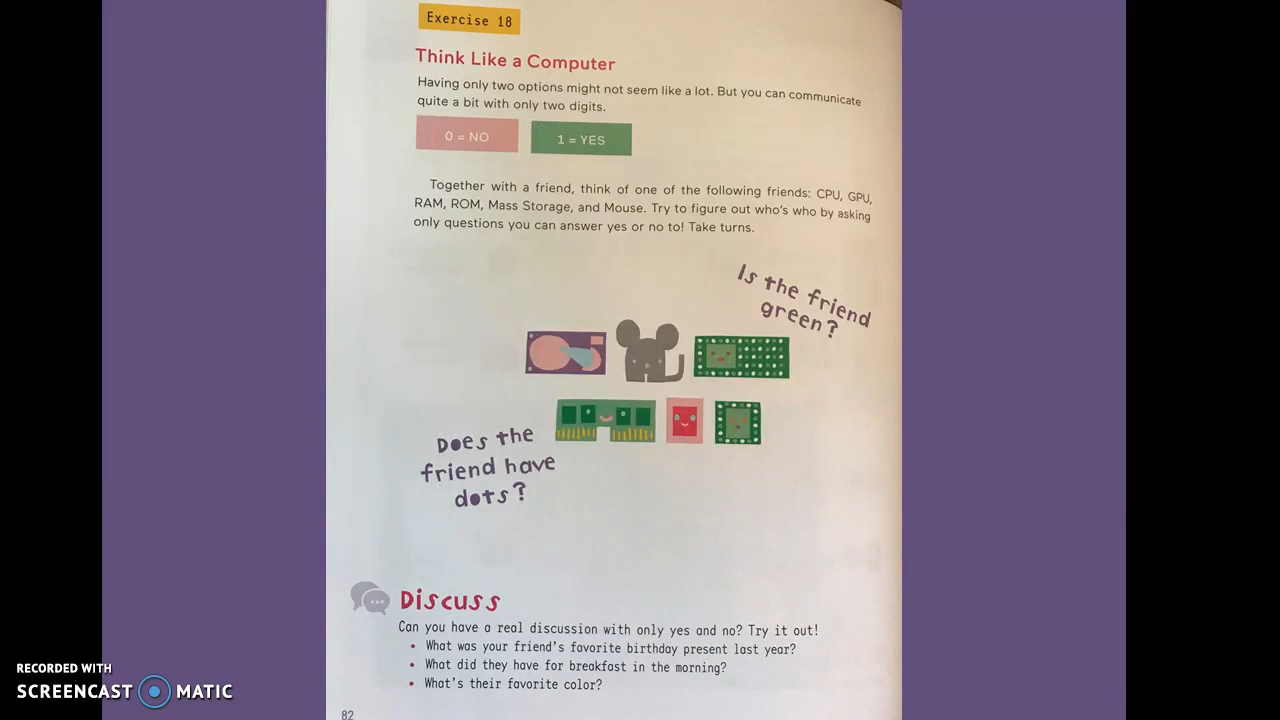 Exercise 18
Think Like a Computer
Having only two options might not seem like a lot. But you can communicate
quite a bit with only two digits.
0 = NO
1 = YES
Together with a friend, think of one of the following friends: CPU, GPU,
RAM, ROM, Mass Storage, and Mouse. Try to figure out who's who by asking
only questions you can answer yes or no to! Take turns.
Is the friend
green?
Does the
friend have
dots?
Discuss
Can you have a real discussion with only yes and no? Try it out!
• What was your friend's favorite birthday present last year?
• What did they have for breakfast in the morning?
• What's their favorite color?
82
RECORDED WITH
SCREENCAST MATIC